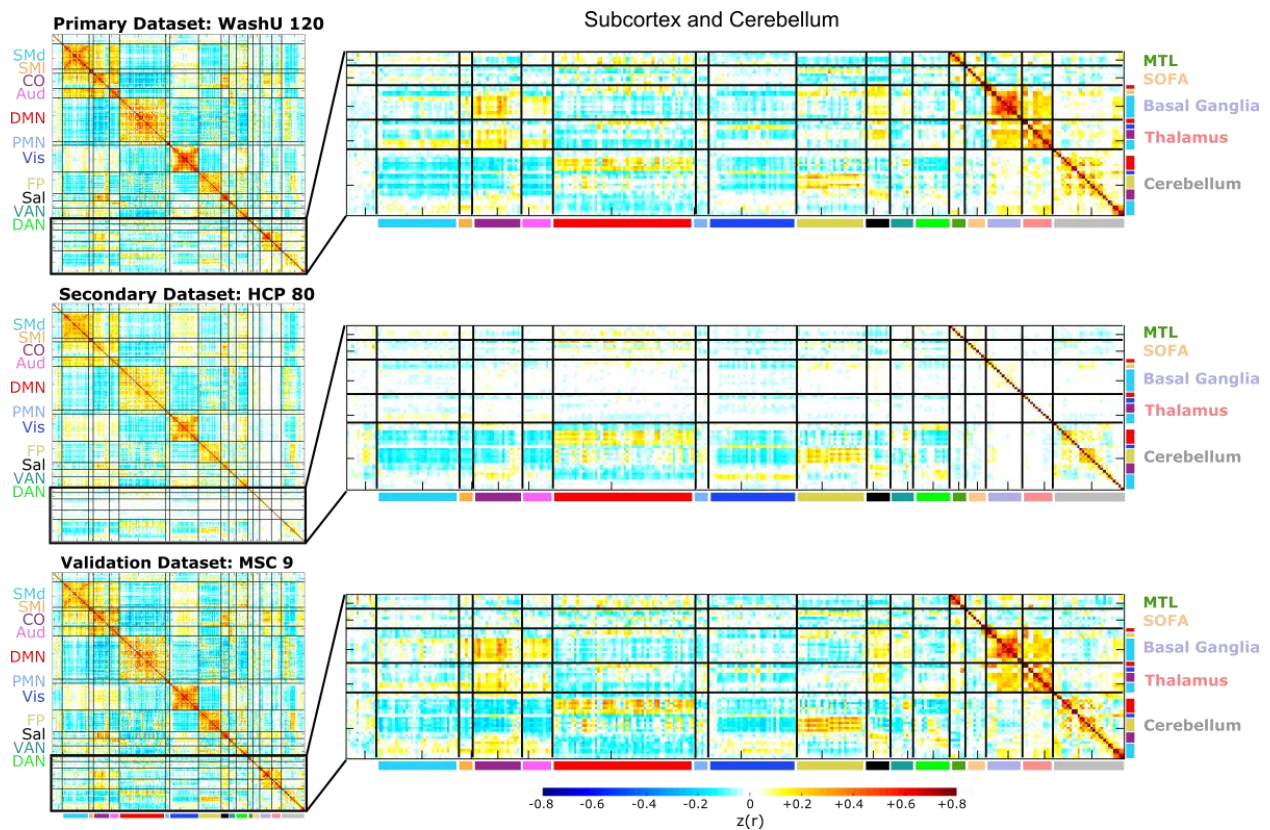 Subcortex and Cerebellum
Primary Dataset: WashU 120
SMd
SMl
CO
Aud
DMN
PMN
Vis
FP
Sal
VAN
DAN
MTL
SOFA
Basal Ganglia
Thalamus
Cerebellum
Secondary Dataset: HCP 80
SMd
SMl
CO
Aud
DMN
PMN
Vis
FP
Sal
VAN
DAN
MTL
SOFA
Basal Ganglia
Thalamus
Cerebellum
Validation Dataset: MSC 9
SMd
SMl
CO
Aud
DMN
PMN
Vis
FP
Sal
VAN
DAN
MTL
SOFA
Basal Ganglia
Thalamus
Cerebellum
-0.8 -0.6 -0.4 -0.2 0 +0.2 +0.4 +0.6 +0.8
z(r)